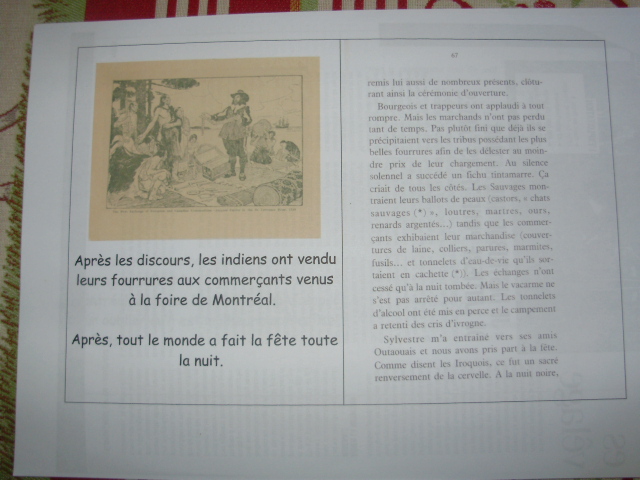 Après les discours, les indiens ont vendu
leurs fourrures aux commerçants venus
à la foire de Montréal.
Après, tout le monde a fait la fête toute
la nuit.
67
remis lui aussi de nombreux présents, clôtu-
rant ainsi la cérémonie d'ouverture.
Bourgeois et trappeurs ont applaudi à tout
rompre. Mais les marchands n'ont pas perdu
tant de temps. Pas plutôt fini que déjà ils se
précipitaient vers les tribus possédant les plus
belles fourrures afin de les délester au moin-
dre prix de leur chargement. Au silence
solennel a succédé un fichu tintamarre. Ça
criait de tous les côtés. Les Sauvages mon-
traient leurs ballots de peaux (castors, « chats
sauvages (*) », loutres, martres, ours,
renards argentés...) tandis que les commer-
çants exhibaient leur marchandise (couver-
tures de laine, colliers, parures, marmites,
fusils... et tonnelets d'eau-de-vie qu'ils sor-
taient en cachette (*)). Les échanges n'ont
cessé qu'à la nuit tombée. Mais le vacarme ne
s'est pas arrêté pour autant. Les tonnelets
d'alcool ont été mis en perce et le campement
a retenti des cris d'ivrogne.
Sylvestre m'a entraîné vers ses amis
Outaouais et nous avons pris part à la fête.
Comme disent les Iroquois, ce fut un sacré
renversement de la cervelle. A la nuit noire,